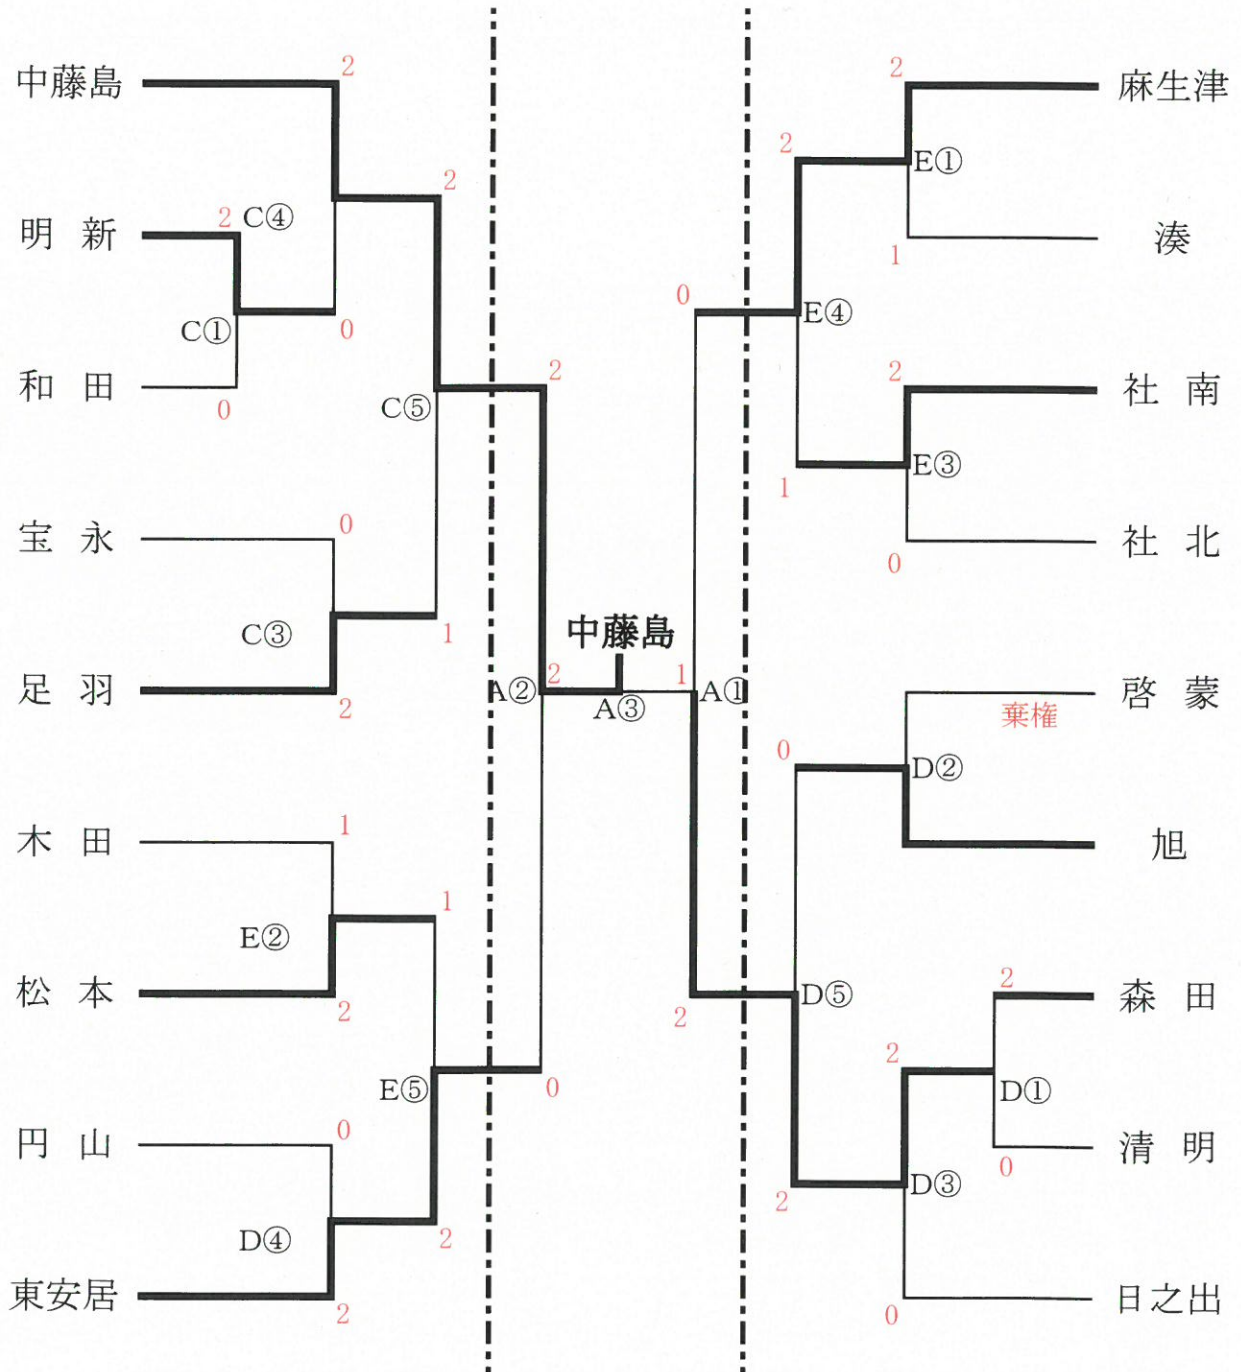 中藤島
2
2
明新
2
C④
C①
0
和田
0
C⑤
2
宝永
0
C③
1
足羽
2
木田
1
1
E②
松本
2
E⑤
0
円山
0
D④
2
東安居
2
中藤島
A②
2
A③
1
A①
2
麻生津
2
E①
湊
1
0
E④
2
社南
E③
1
社北
0
啓蒙
棄権
0
D②
旭
2
D⑤
2
森田
2
D①
清明
0
2
D③
日之出
0